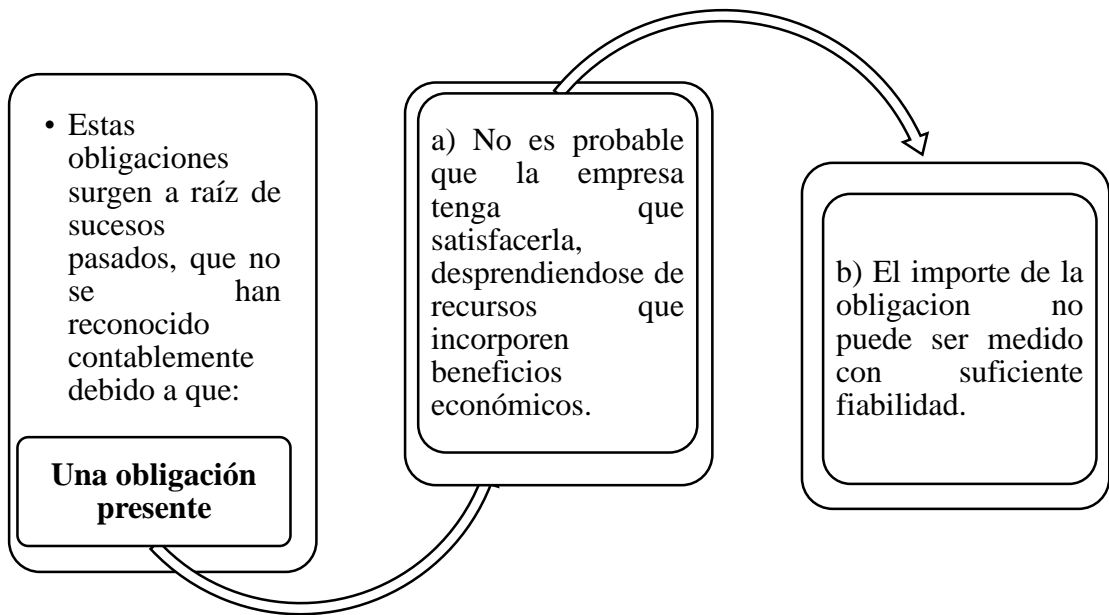 • Estas
obligaciones
surgen a raíz de
sucesos
pasados, que no
se han
reconocido
contablemente
debido a que:
Una obligación
presente
a) No es probable
que la empresa
tenga que
satisfacerla,
desprendiendose de
recursos que
incorporen
beneficios
económicos.
b) El importe de la
obligacion no
puede ser medido
con suficiente
fiabilidad.